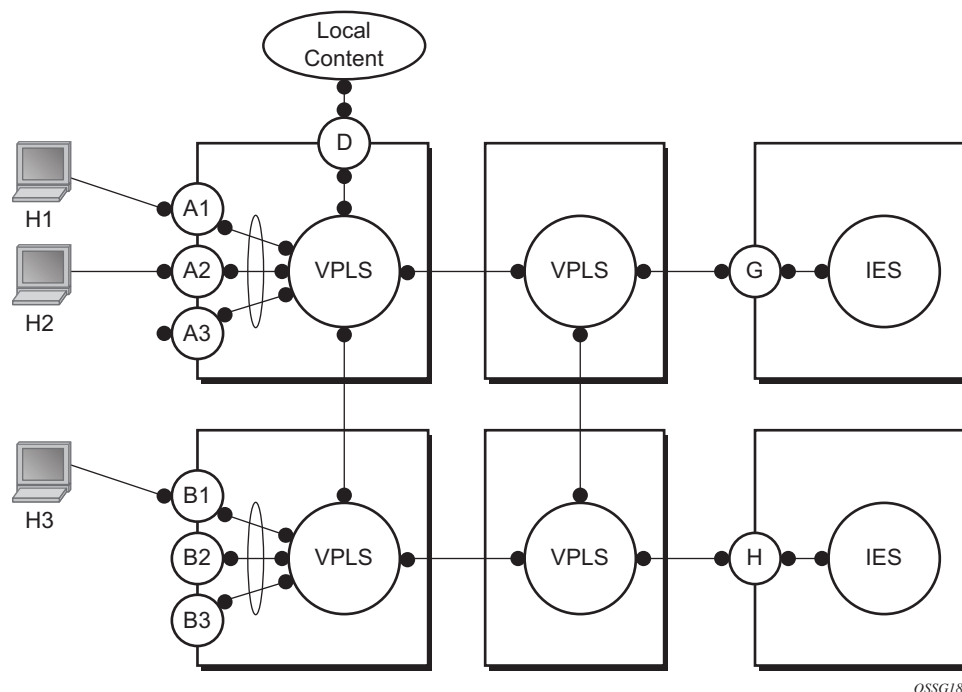 Local
Content
D
H1
A1
A2
VPLS
VPLS
G
IES
H2
A3
H3
B1
B2
VPLS
VPLS
H
IES
B3
OSSG18